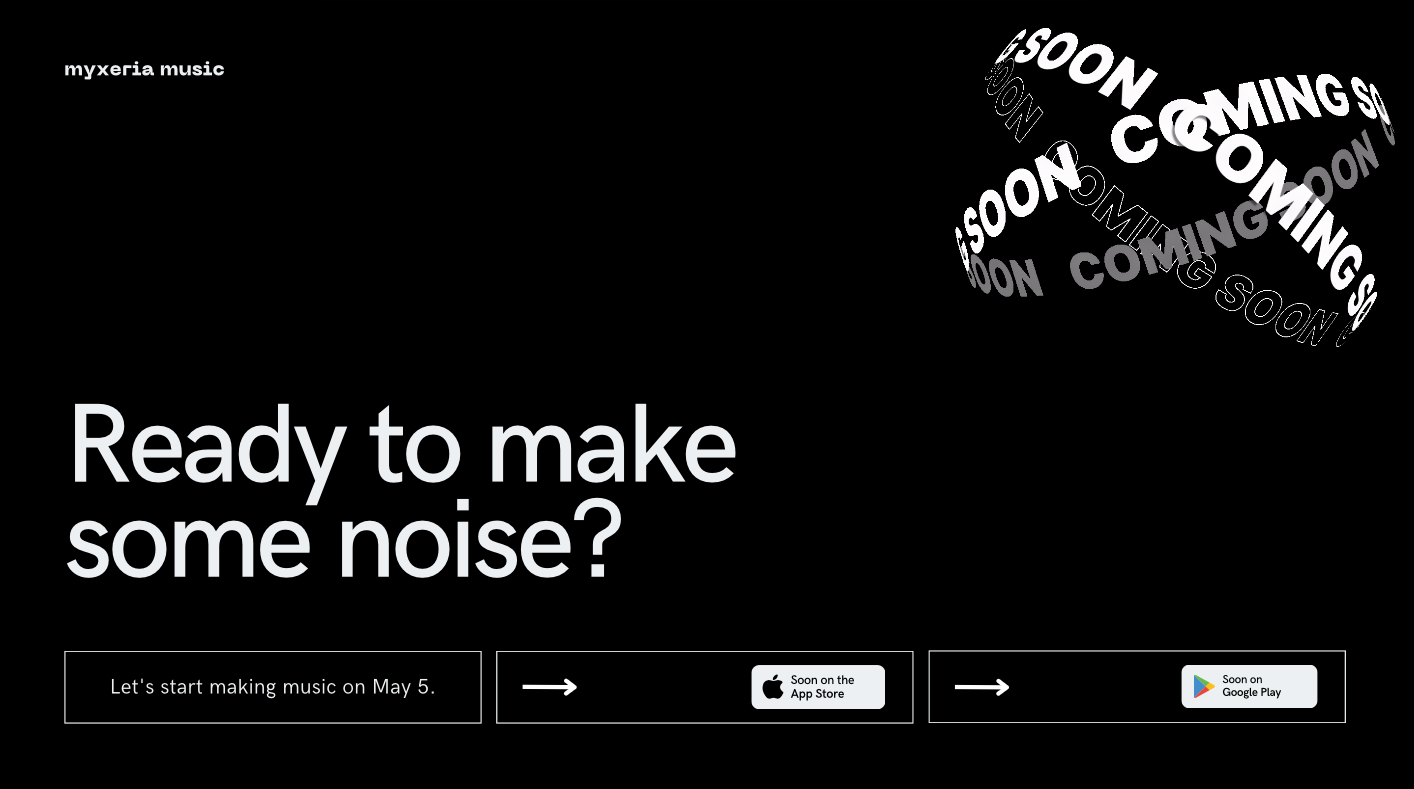 myxeria music
G SOON COMING SO
SOON COMING SOON
G SOON COMING SO
SOON COMING SOON
Ready to make
some noise?
Let's start making music on May 5.
Soon on the
App Store
Soon on
Google Play